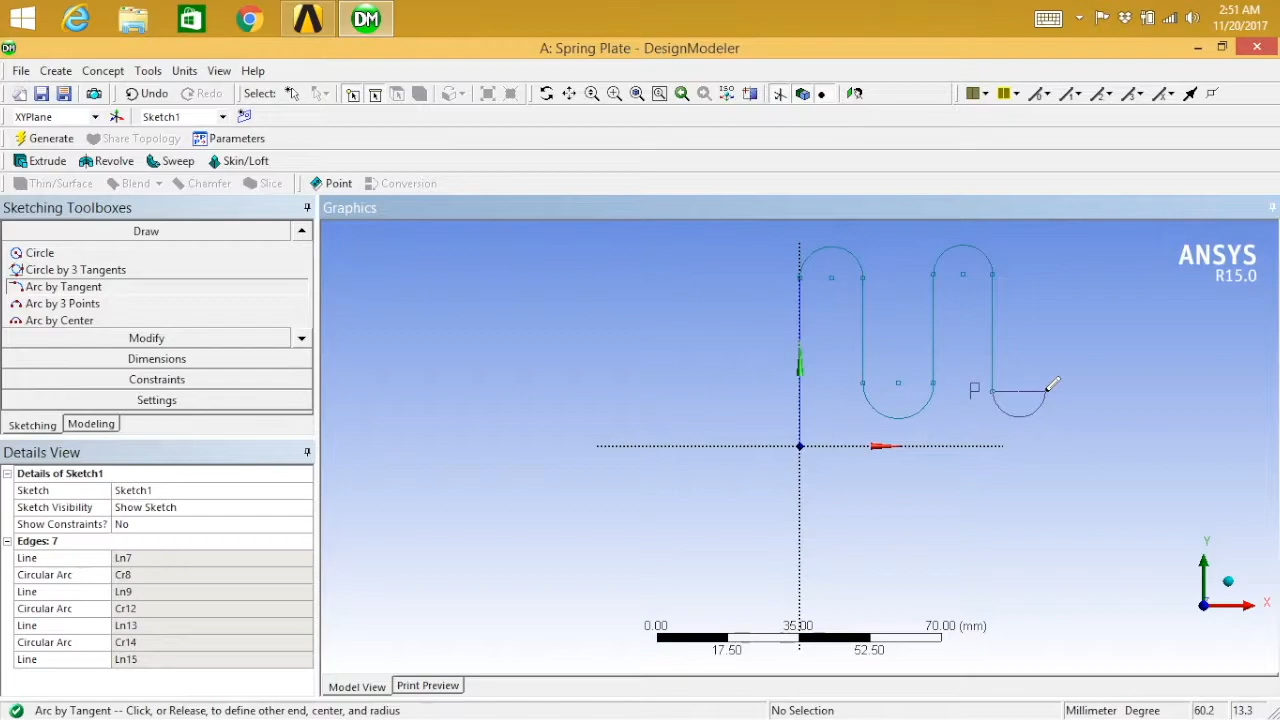 2:51 AM
11/20/2017
DM
A: Spring Plate - DesignModeler
File Create Concept Tools Units View Help
Undo Redo Select:
XYPlane Sketch1
Generate Share Topology Parameters
Extrude Revolve Sweep Skin/Loft
Thin/Surface Blend Chamfer Slice Point Conversion
Sketching Toolboxes
Graphics
Draw
Circle
Circle by 3 Tangents
Arc by Tangent
Arc by 3 Points
Arc by Center
Modify
Dimensions
Constraints
Settings
Sketching Modeling
Details View
Details of Sketch1
Sketch Sketch1
Sketch Visibility Show Sketch
Show Constraints? No
Edges: 7
Line Ln7
Circular Arc Cr8
Line Ln9
Circular Arc Cr12
Line Ln13
Circular Arc Cr14
Line Ln15
ANSYS
R15.0
P
Y
X
0.00 35.00 70.00 (mm)
17.50 52.50
Model View Print Preview
Arc by Tangent -- Click, or Release, to define other end, center, and radius No Selection Millimeter Degree 60.2 13.3